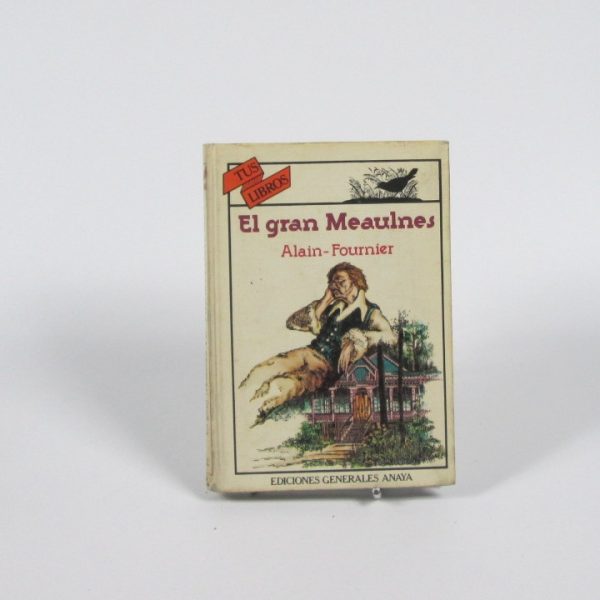 TUS
LIBROS
El gran Meaulnes
Alain-Fournier
EDICIONES GENERALES ANAYA